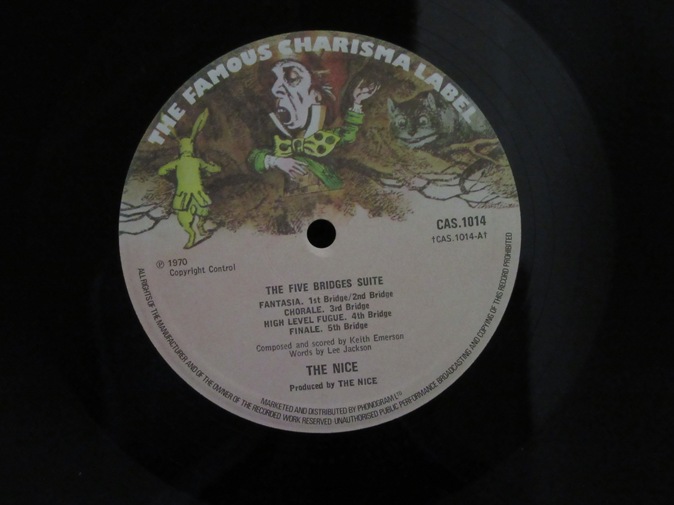 THE FAMOUS CHARISMA LABEL
CAS.1014
†CAS.1014-A†
℗ 1970
Copyright Control
THE FIVE BRIDGES SUITE
FANTASIA. 1st Bridge/2nd Bridge
CHORALE. 3rd Bridge
HIGH LEVEL FUGUE. 4th Bridge
FINALE. 5th Bridge
Composed and scored by Keith Emerson
Words by Lee Jackson
THE NICE
Produced by THE NICE
ALL RIGHTS OF THE MANUFACTURER AND OF THE OWNER OF THE RECORDED WORK RESERVED UNAUTHORISED PUBLIC PERFORMANCE BROADCASTING AND COPYING OF THIS RECORD PROHIBITED
MARKETED AND DISTRIBUTED BY PHONOGRAM LTD